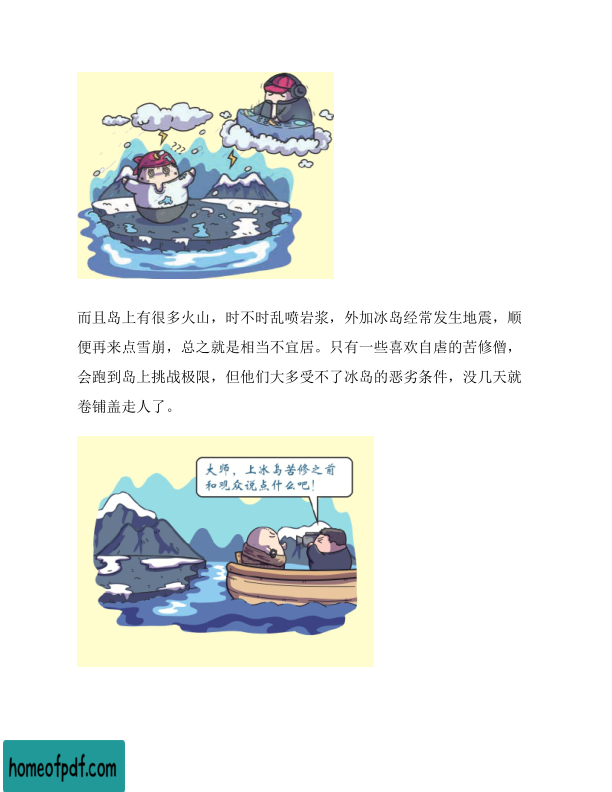 而且岛上有很多火山，时不时乱喷岩浆，外加冰岛经常发生地震，顺
便再来点雪崩，总之就是相当不宜居。只有一些喜欢自虐的苦修僧，
会跑到岛上挑战极限，但他们大多受不了冰岛的恶劣条件，没几天就
卷铺盖走人了。
大师，上冰岛苦修之前
和观众说点什么吧！
homeofpdf.com